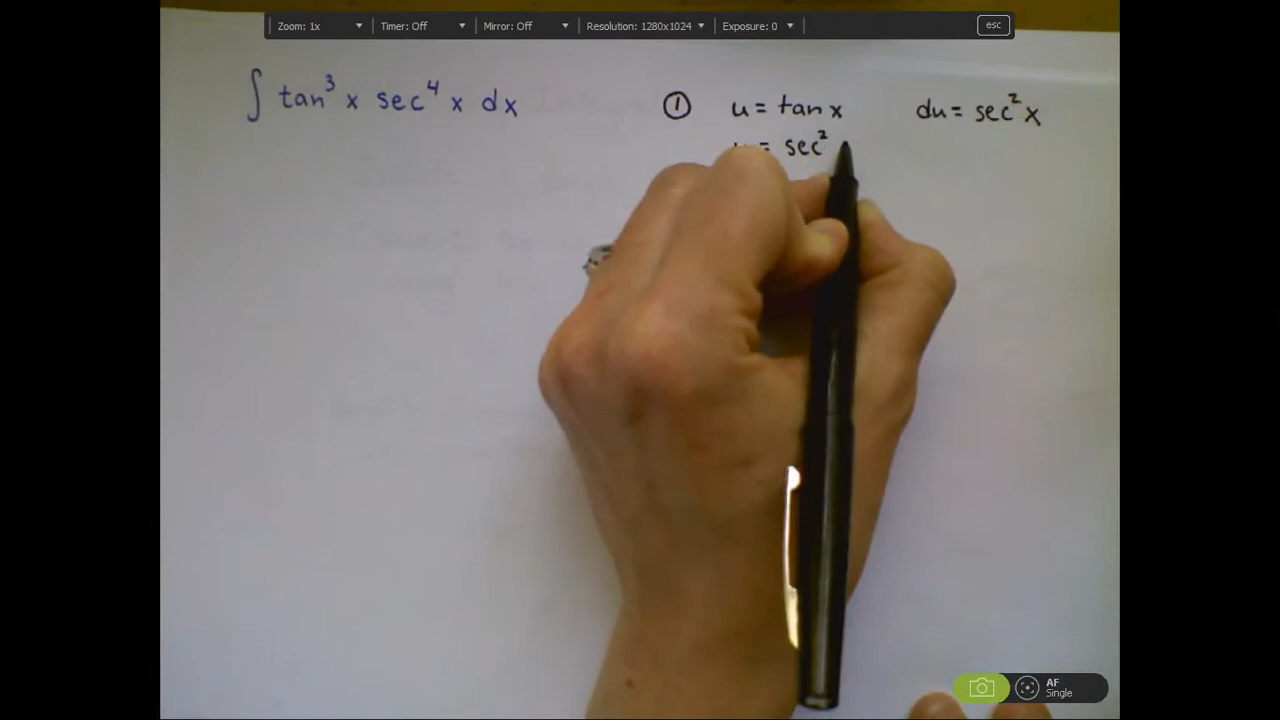 Zoom: 1x Timer: Off Mirror: Off Resolution: 1280x1024 Exposure: 0 esc
∫ tan³ x sec⁴ x dx ① u = tan x du = sec² x
= sec²
AF
Single